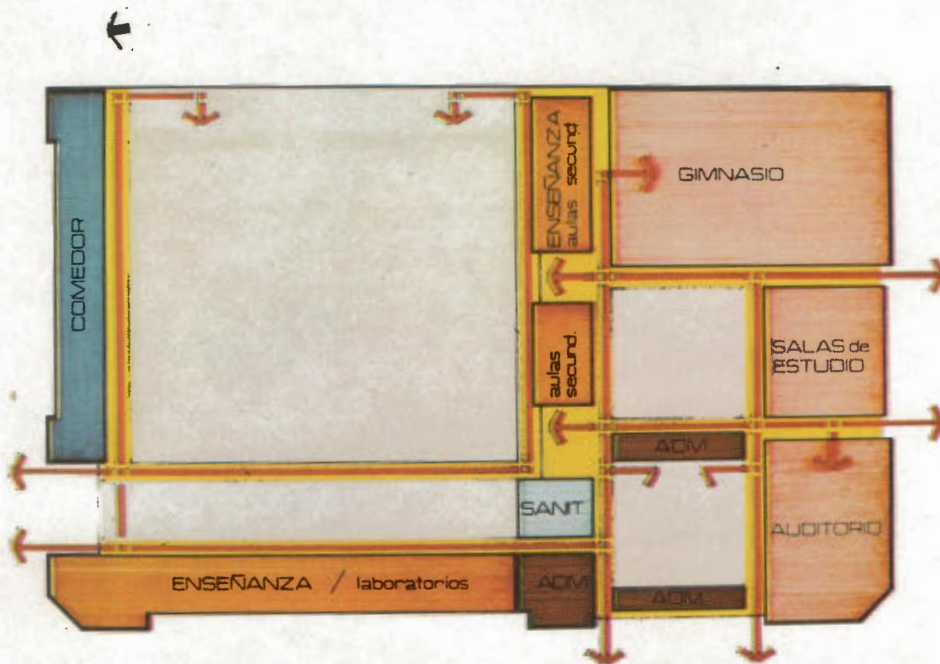 COMEDOR
ENSEÑANZA
aulas secund
GIMNASIO
aulas
secund.
SALAS de
ESTUDIO
ADM
SANIT.
AUDITORIO
ENSEÑANZA / laboratorios
ADM
ADM